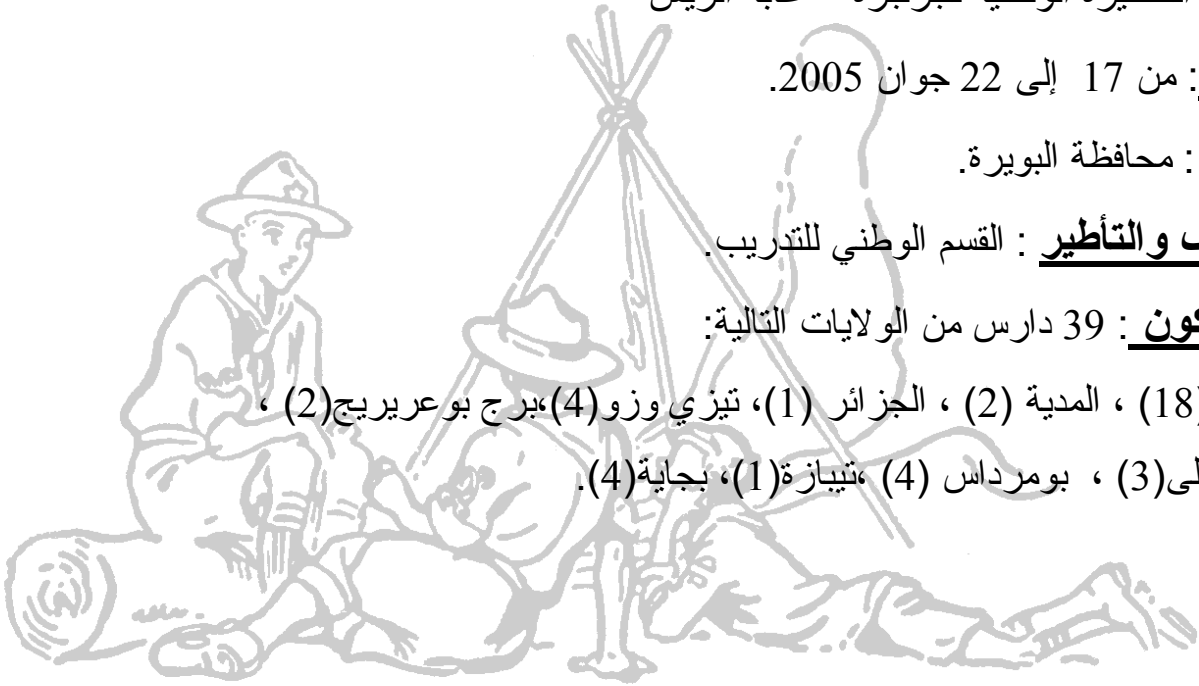 الوطنية
: من 17 إلى 22 جوان 2005.
: محافظة البويرة.
والتأطير : القسم الوطني للتدريب.
: 39 دارس من الولايات التالية:
(18) ، المدية (2) ، الجزائر (1)، تيزي وزو(4)،برج بوعريريج(2) ،
(3) ، بومرداس (4) ،تيبازة(1)، بجاية(4).